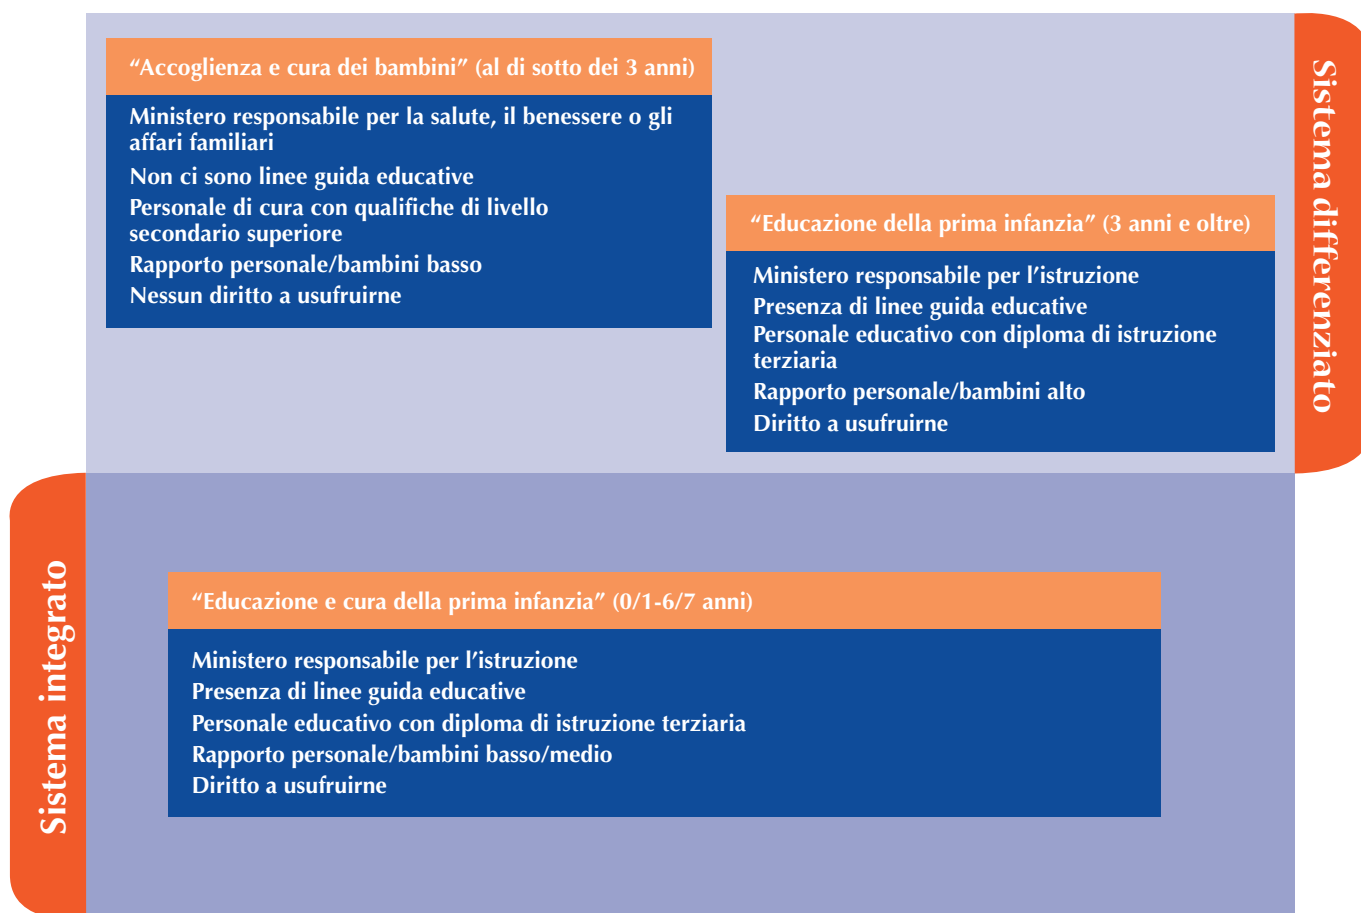 “Accoglienza e cura dei bambini” (al di sotto dei 3 anni)
Ministero responsabile per la salute, il benessere o gli
affari familiari
Non ci sono linee guida educative
Personale di cura con qualifiche di livello
secondario superiore
Rapporto personale/bambini basso
Nessun diritto a usufruirne
“Educazione della prima infanzia” (3 anni e oltre)
Ministero responsabile per l’istruzione
Presenza di linee guida educative
Personale educativo con diploma di istruzione
terziaria
Rapporto personale/bambini alto
Diritto a usufruirne
Sistema differenziato
Sistema integrato
“Educazione e cura della prima infanzia” (0/1-6/7 anni)
Ministero responsabile per l’istruzione
Presenza di linee guida educative
Personale educativo con diploma di istruzione terziaria
Rapporto personale/bambini basso/medio
Diritto a usufruirne